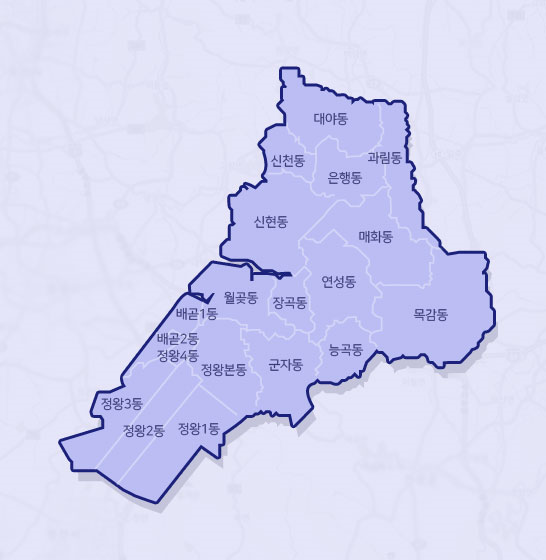 대야동
신천동
과림동
은행동
신현동
매화동
연성동
월곶동
장곡동
배곧1동
목감동
배곧2동
정왕4동
능곡동
군자동
정왕본동
정왕3동
정왕2동
정왕1동